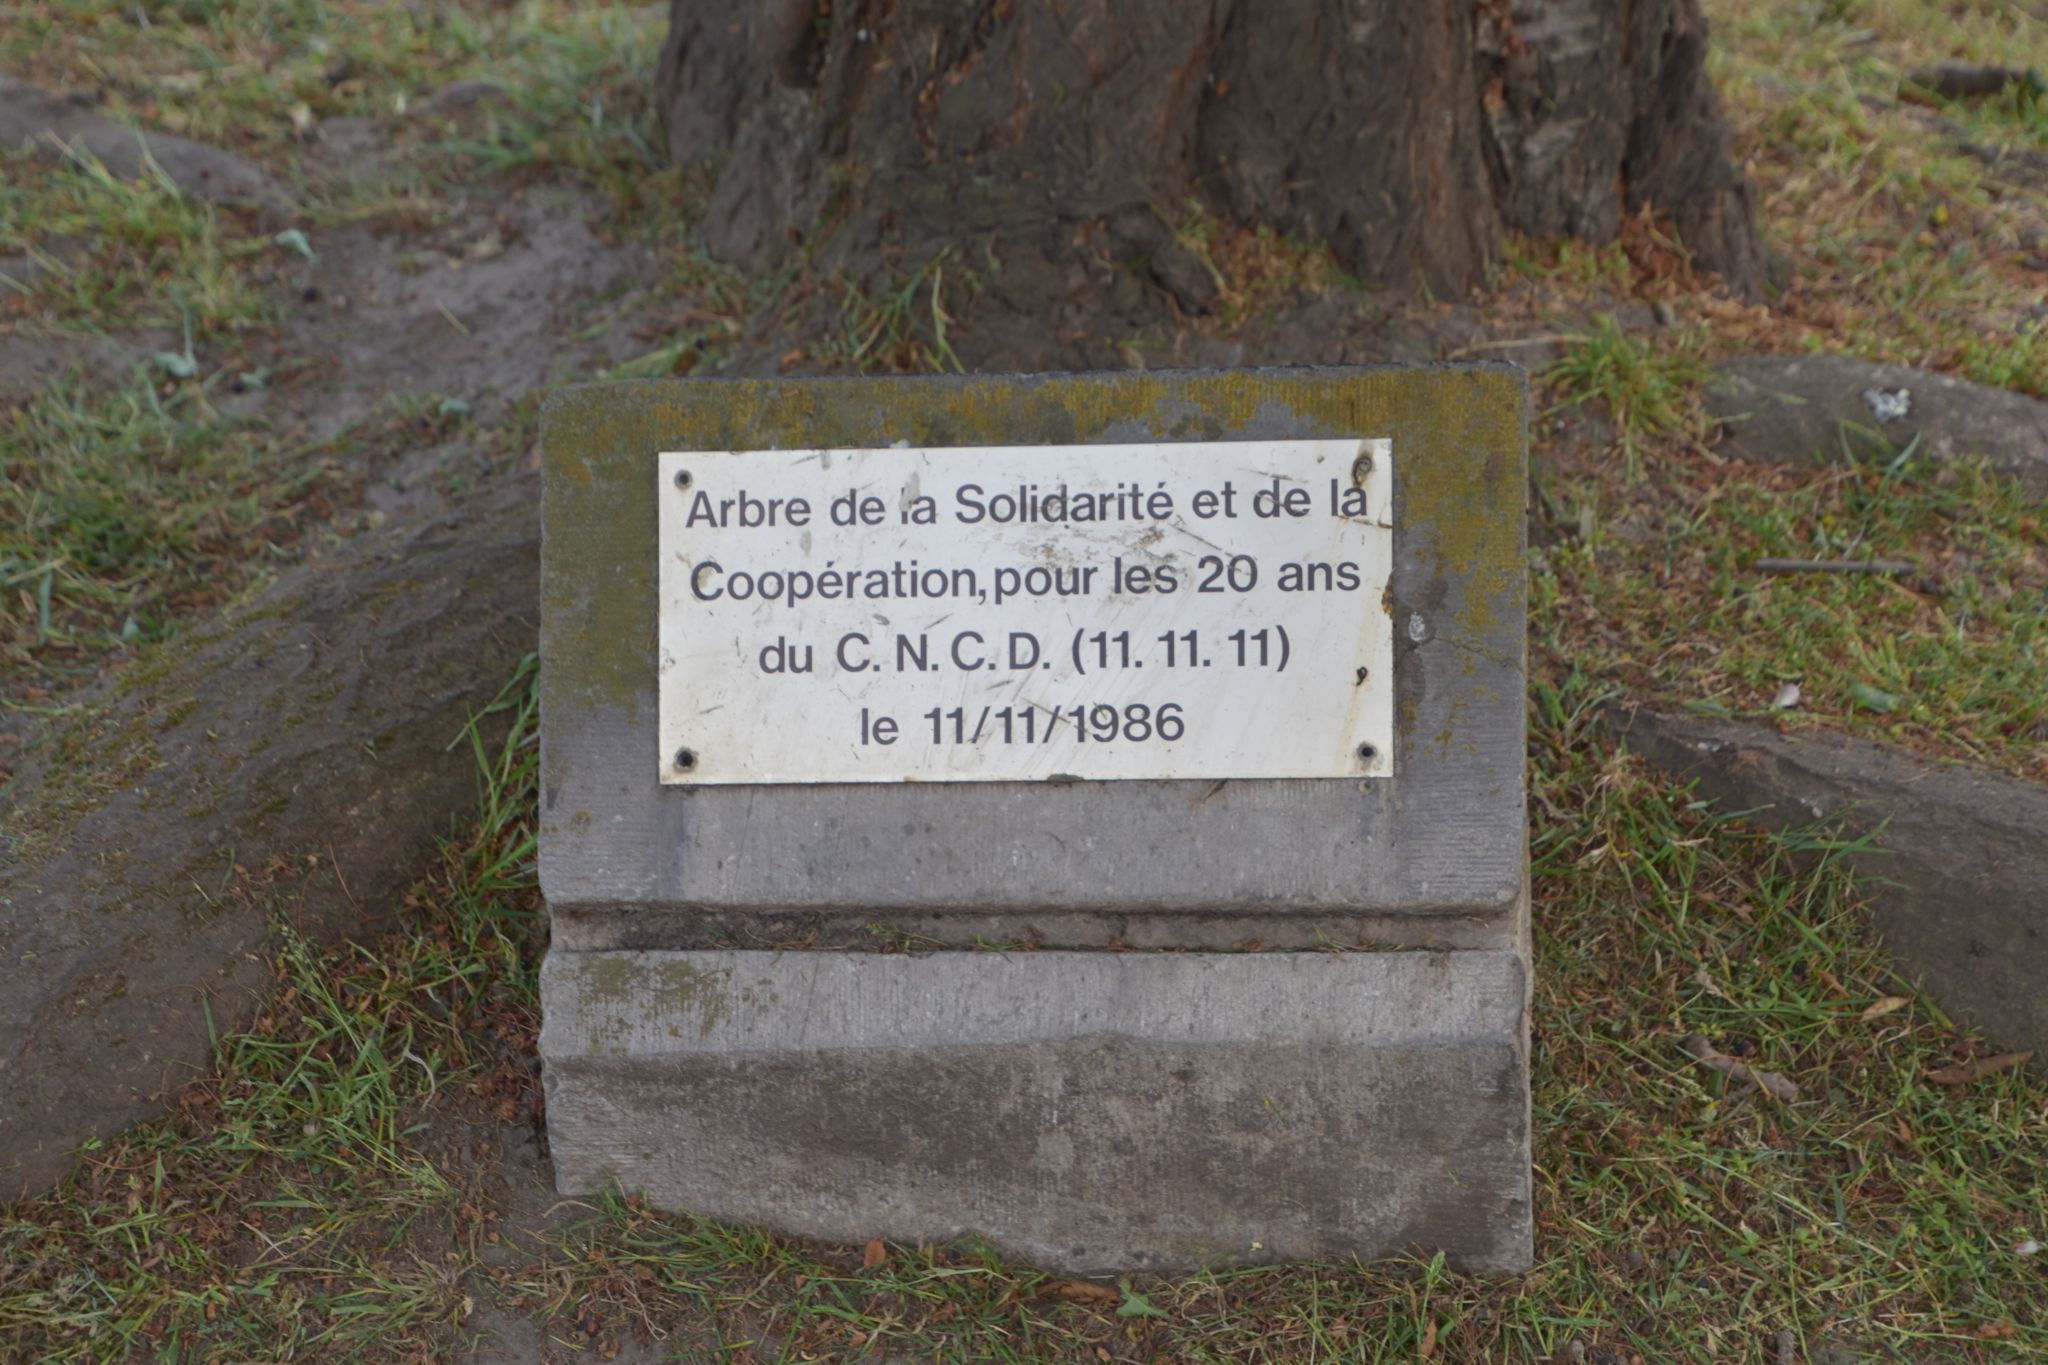 Arbre de la Solidarité et de la
Coopération, pour les 20 ans
du C. N. C. D. (11. 11. 11)
le 11/11/1986